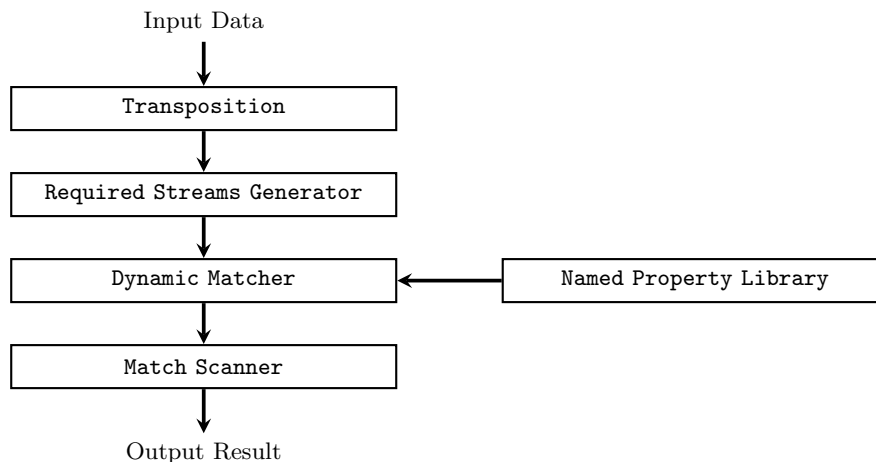 Input Data
Transposition
Required Streams Generator
Dynamic Matcher
Named Property Library
Match Scanner
Output Result